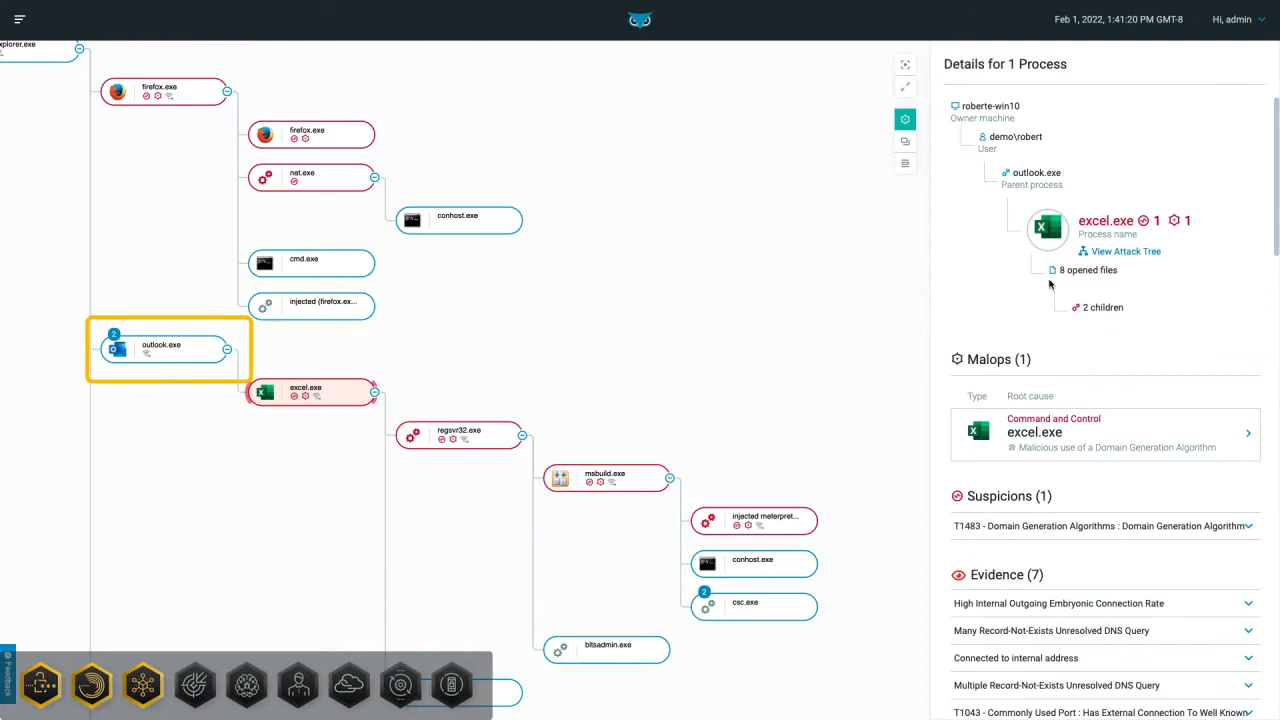 Feb 1, 2022, 1:41:20 PM GMT-8
Hi, admin
xplorer.exe
firefox.exe
firefox.exe
net.exe
conhost.exe
cmd.exe
injected (firefox.ex...
2
outlook.exe
excel.exe
regsvr32.exe
msbuild.exe
injected meterpret...
conhost.exe
2
csc.exe
bitsadmin.exe
Feedback
Details for 1 Process
roberte-win10
Owner machine
demo\robert
User
outlook.exe
Parent process
excel.exe 1 1
Process name
View Attack Tree
8 opened files
2 children
Malops (1)
Type Root cause
Command and Control
excel.exe
Malicious use of a Domain Generation Algorithm
Suspicions (1)
T1483 - Domain Generation Algorithms : Domain Generation Algorithm
Evidence (7)
High Internal Outgoing Embryonic Connection Rate
Many Record-Not-Exists Unresolved DNS Query
Connected to internal address
Multiple Record-Not-Exists Unresolved DNS Query
T1043 - Commonly Used Port : Has External Connection To Well Known